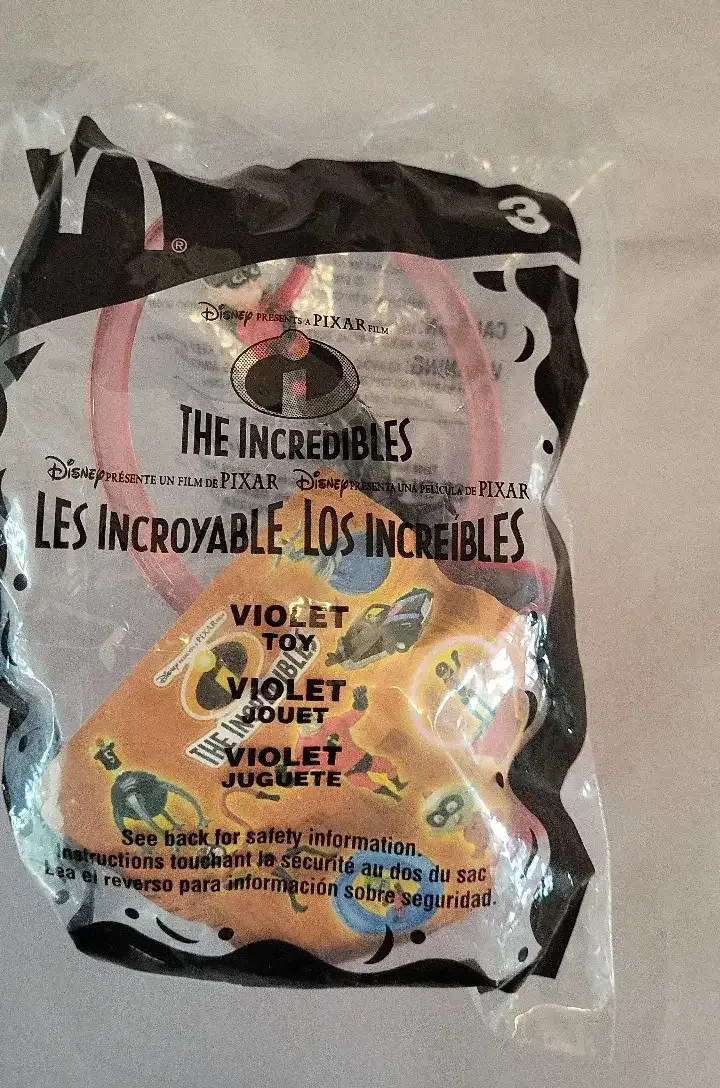 M®
3
DISNEY PRESENTS A PIXAR FILM
THE INCREDIBLES
DISNEY PRÉSENTE UN FILM DE PIXAR DISNEY PRESENTA UNA PELÍCULA DE PIXAR
LES INCROYABLE LOS INCREÍBLES
VIOLET
TOY
VIOLET
JOUET
VIOLET
JUGUETE
THE INCREDIBLES
See back for safety information.
Instructions touchant la sécurité au dos du sac
Lea el reverso para información sobre seguridad.